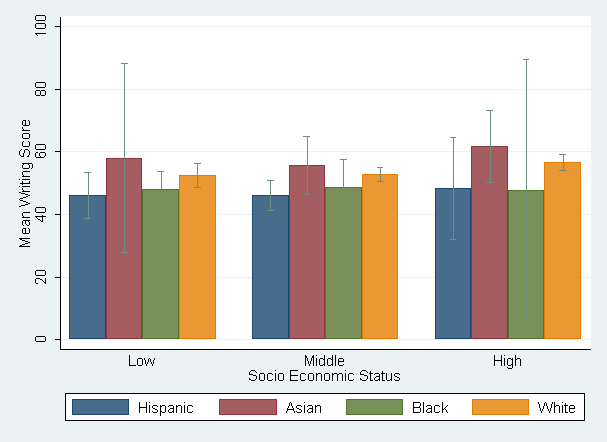 Mean Writing Score
100
80
60
40
20
0
Low Middle High
Socio Economic Status
Hispanic Asian Black White